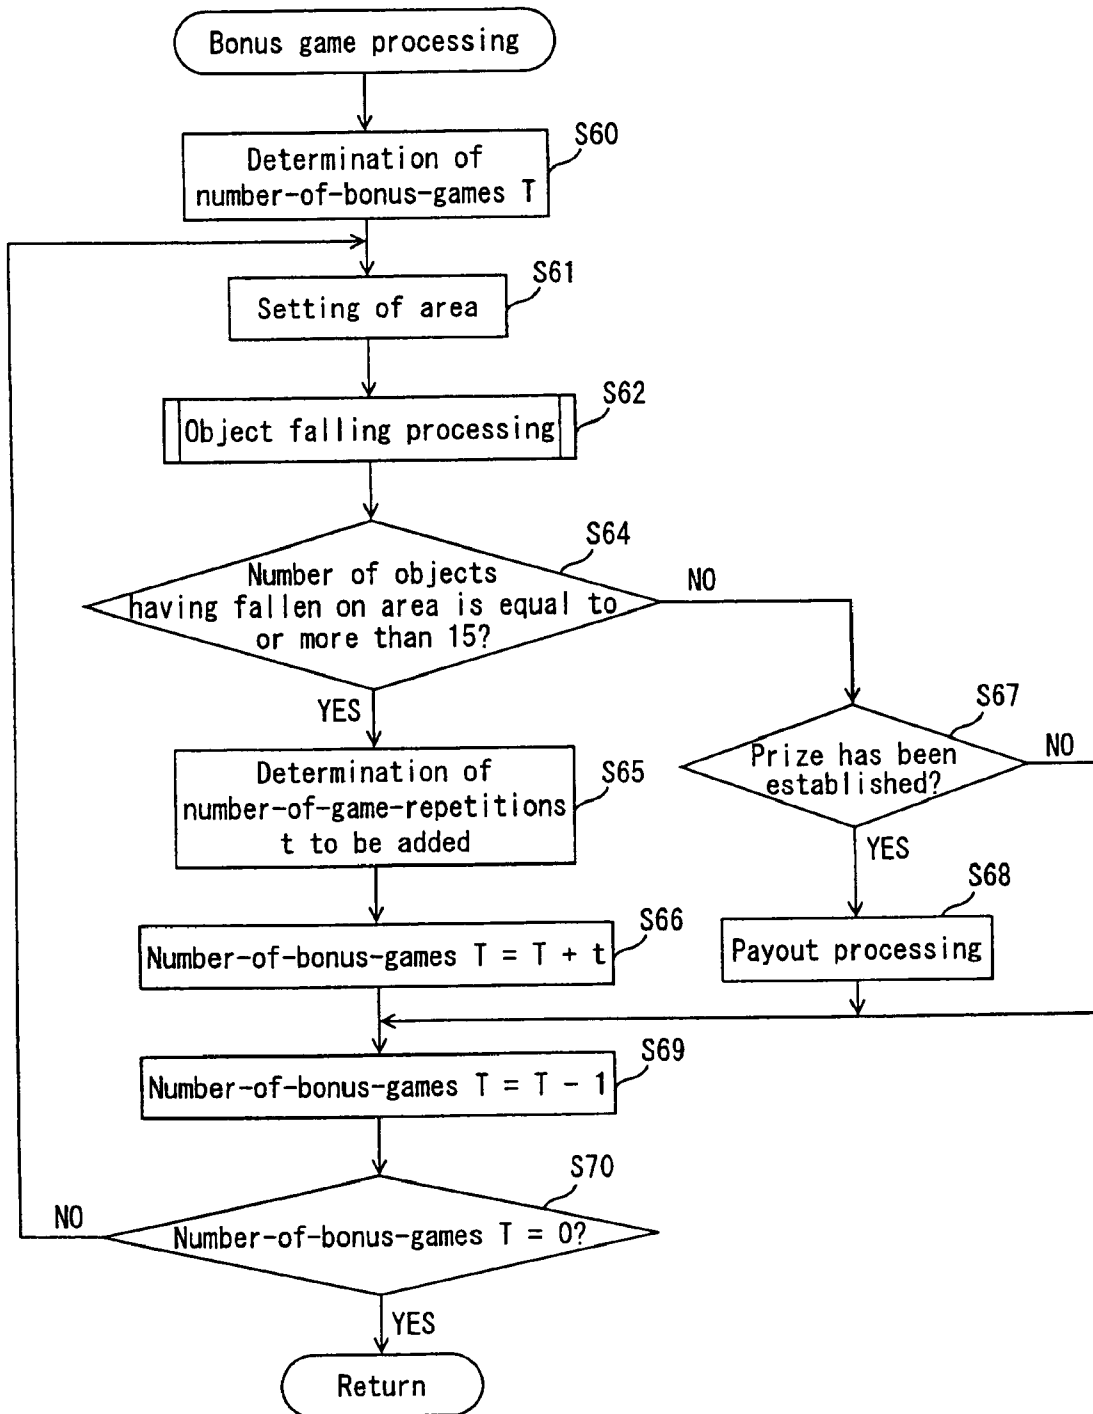 Bonus game processing
S60
Determination of
number-of-bonus-games T
S61
Setting of area
S62
Object falling processing
S64
Number of objects
having fallen on area is equal to
or more than 15?
NO
YES
S67
Prize has been
established?
NO
S65
Determination of
number-of-game-repetitions
t to be added
YES
S68
Payout processing
S66
Number-of-bonus-games T = T + t
S69
Number-of-bonus-games T = T - 1
S70
Number-of-bonus-games T = 0?
NO
YES
Return